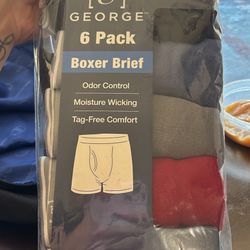 [G]
GEORGE
6 Pack
Boxer Brief
Odor Control
Moisture Wicking
Tag-Free Comfort